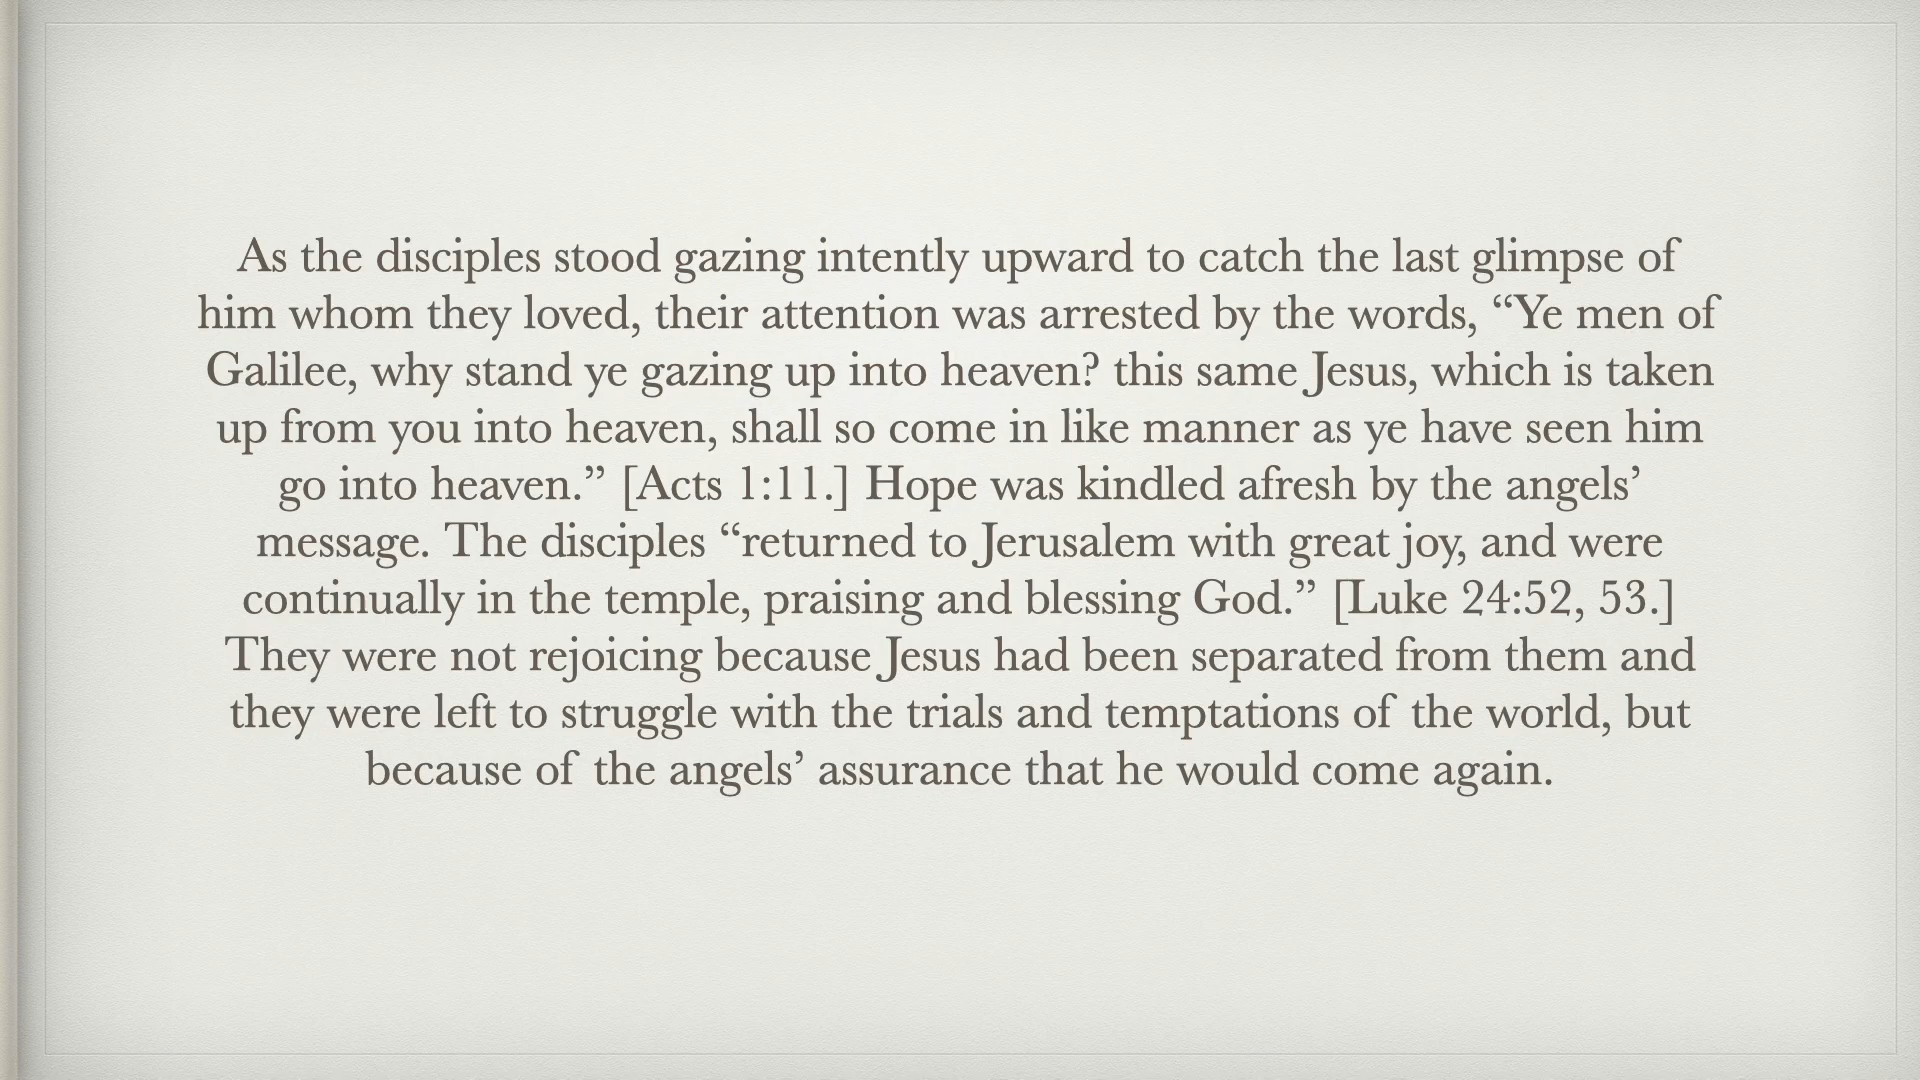 As the disciples stood gazing intently upward to catch the last glimpse of
him whom they loved, their attention was arrested by the words, “Ye men of
Galilee, why stand ye gazing up into heaven? this same Jesus, which is taken
up from you into heaven, shall so come in like manner as ye have seen him
go into heaven.” [Acts 1:11.] Hope was kindled afresh by the angels’
message. The disciples “returned to Jerusalem with great joy, and were
continually in the temple, praising and blessing God.” [Luke 24:52, 53.]
They were not rejoicing because Jesus had been separated from them and
they were left to struggle with the trials and temptations of the world, but
because of the angels’ assurance that he would come again.